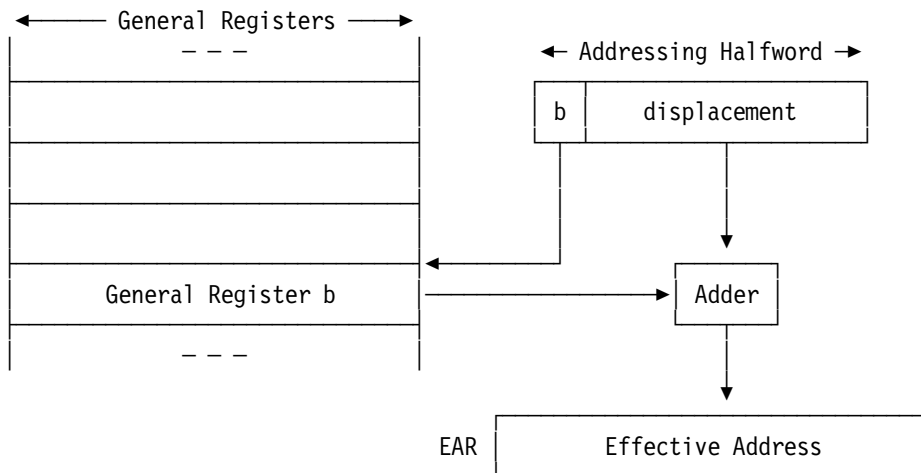 General Registers
– – –
Addressing Halfword
b displacement
General Register b
Adder
– – –
EAR Effective Address